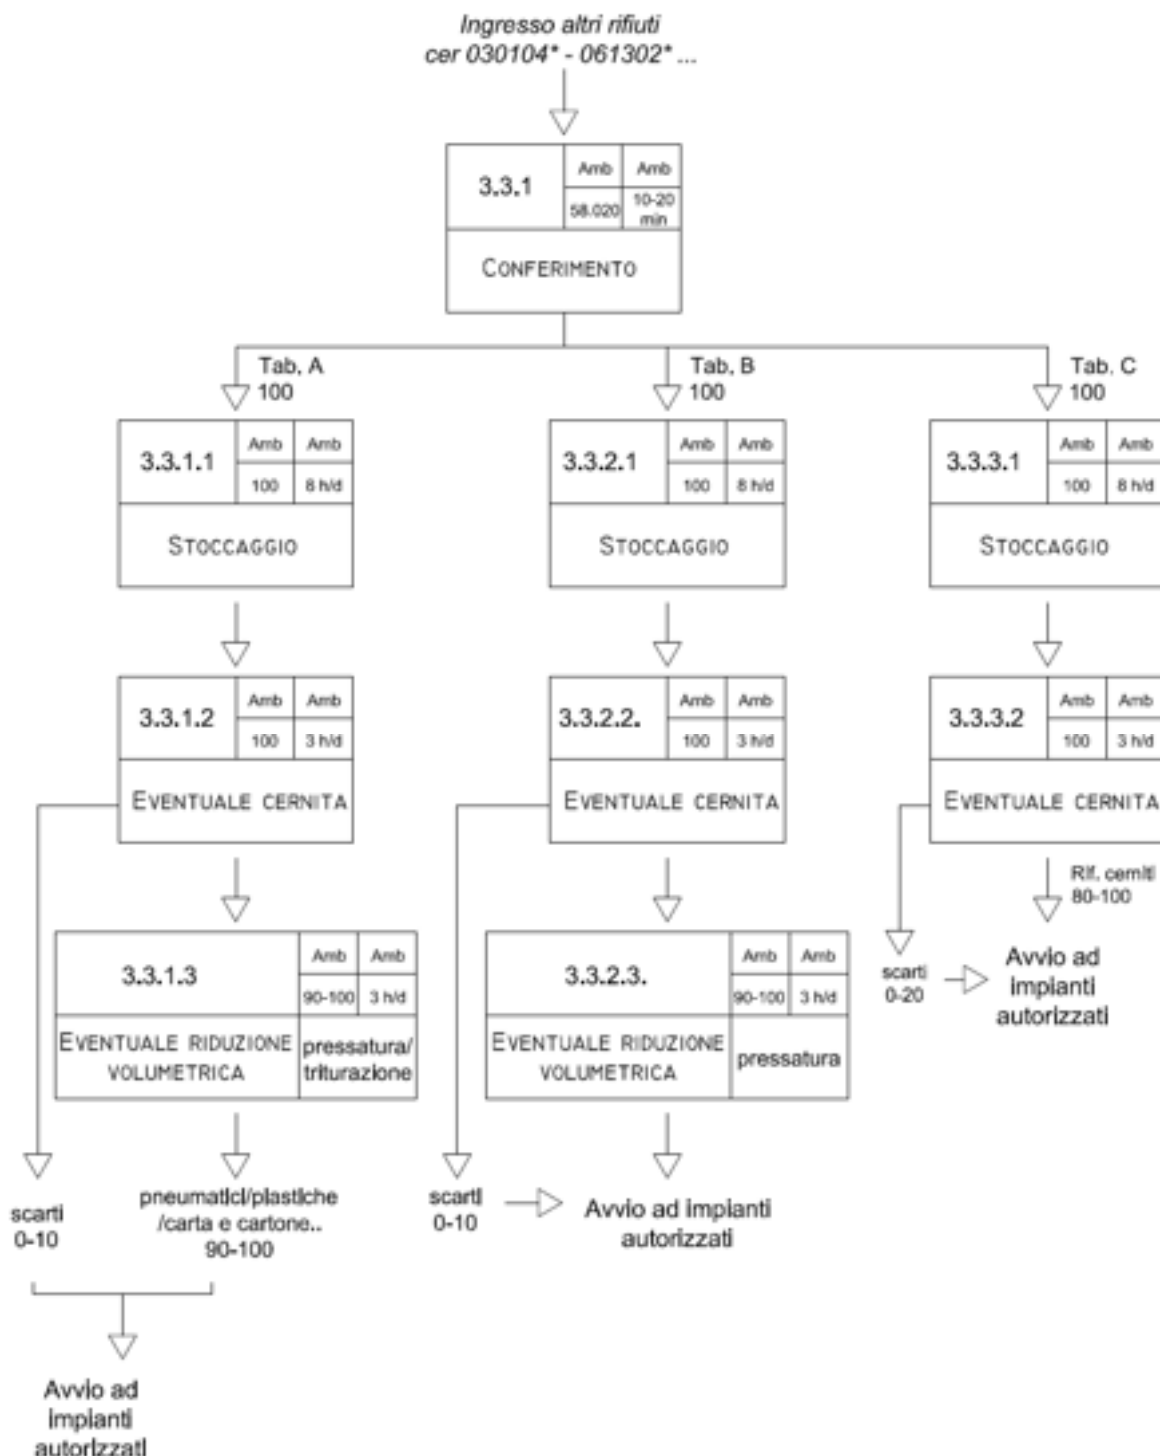 Ingresso altri rifiuti
cer 030104* - 061302* ...
3.3.1
Amb
Amb
58.020
10-20
min
CONFERIMENTO
Tab. A
100
Tab. B
100
Tab. C
100
3.3.1.1
Amb
Amb
100
8 h/d
STOCCAGGIO
3.3.2.1
Amb
Amb
100
8 h/d
STOCCAGGIO
3.3.3.1
Amb
Amb
100
8 h/d
STOCCAGGIO
3.3.1.2
Amb
Amb
100
3 h/d
EVENTUALE CERNITA
3.3.2.2.
Amb
Amb
100
3 h/d
EVENTUALE CERNITA
3.3.3.2
Amb
Amb
100
3 h/d
EVENTUALE CERNITA
Rif. cerniti
80-100
3.3.1.3
Amb
Amb
90-100
3 h/d
EVENTUALE RIDUZIONE
VOLUMETRICA
pressatura/
triturazione
3.3.2.3.
Amb
Amb
90-100
3 h/d
EVENTUALE RIDUZIONE
VOLUMETRICA
pressatura
scarti
0-20
Avvio ad
impianti
autorizzati
scarti
0-10
pneumatici/plastiche
/carta e cartone..
90-100
scarti
0-10
Avvio ad impianti
autorizzati
Avvio ad
impianti
autorizzati